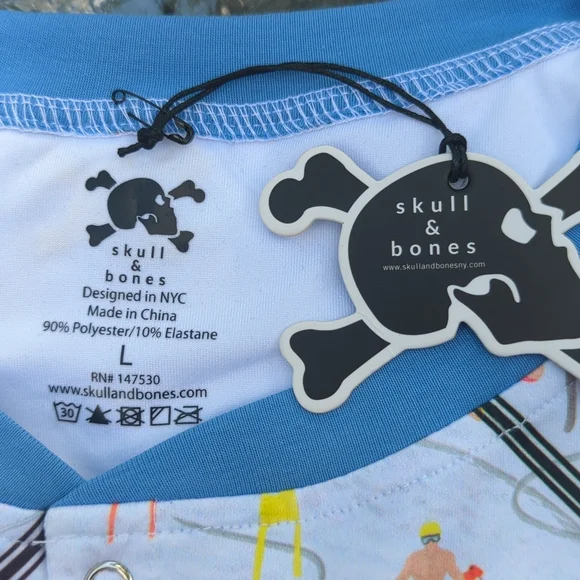 skull
&
bones
Designed in NYC
Made in China
90% Polyester/10% Elastane
L
RN# 147530
www.skullandbones.com
30
skull
&
bones
www.skullandbonesny.com